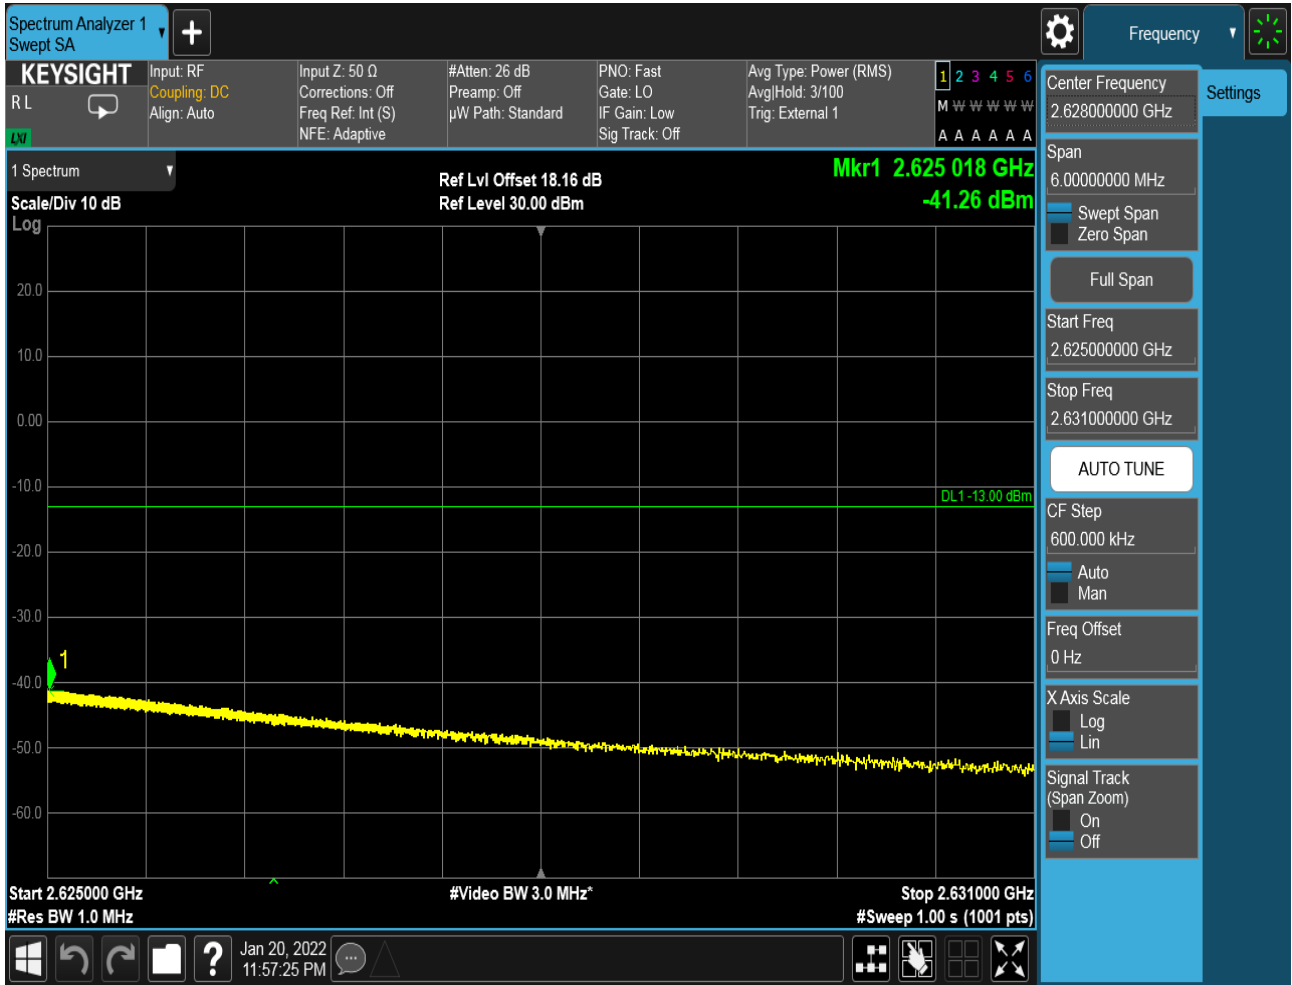 Spectrum Analyzer 1
Swept SA
Frequency
KEYSIGHT
R L
LXI
Input: RF
Coupling: DC
Align: Auto
Input Z: 50 Ω
Corrections: Off
Freq Ref: Int (S)
NFE: Adaptive
#Atten: 26 dB
Preamp: Off
µW Path: Standard
PNO: Fast
Gate: LO
IF Gain: Low
Sig Track: Off
Avg Type: Power (RMS)
Avg|Hold: 3/100
Trig: External 1
1 2 3 4 5 6
M W W W W W
A A A A A A
1 Spectrum
Scale/Div 10 dB
Log
Ref Lvl Offset 18.16 dB
Ref Level 30.00 dBm
Mkr1 2.625 018 GHz
-41.26 dBm
20.0
10.0
0.00
-10.0
DL1 -13.00 dBm
-20.0
-30.0
1
-40.0
-50.0
-60.0
Start 2.625000 GHz
#Video BW 3.0 MHz*
Stop 2.631000 GHz
#Res BW 1.0 MHz
#Sweep 1.00 s (1001 pts)
Jan 20, 2022
11:57:25 PM
?
Center Frequency
2.628000000 GHz
Settings
Span
6.00000000 MHz
Swept Span
Zero Span
Full Span
Start Freq
2.625000000 GHz
Stop Freq
2.631000000 GHz
AUTO TUNE
CF Step
600.000 kHz
Auto
Man
Freq Offset
0 Hz
X Axis Scale
Log
Lin
Signal Track
(Span Zoom)
On
Off